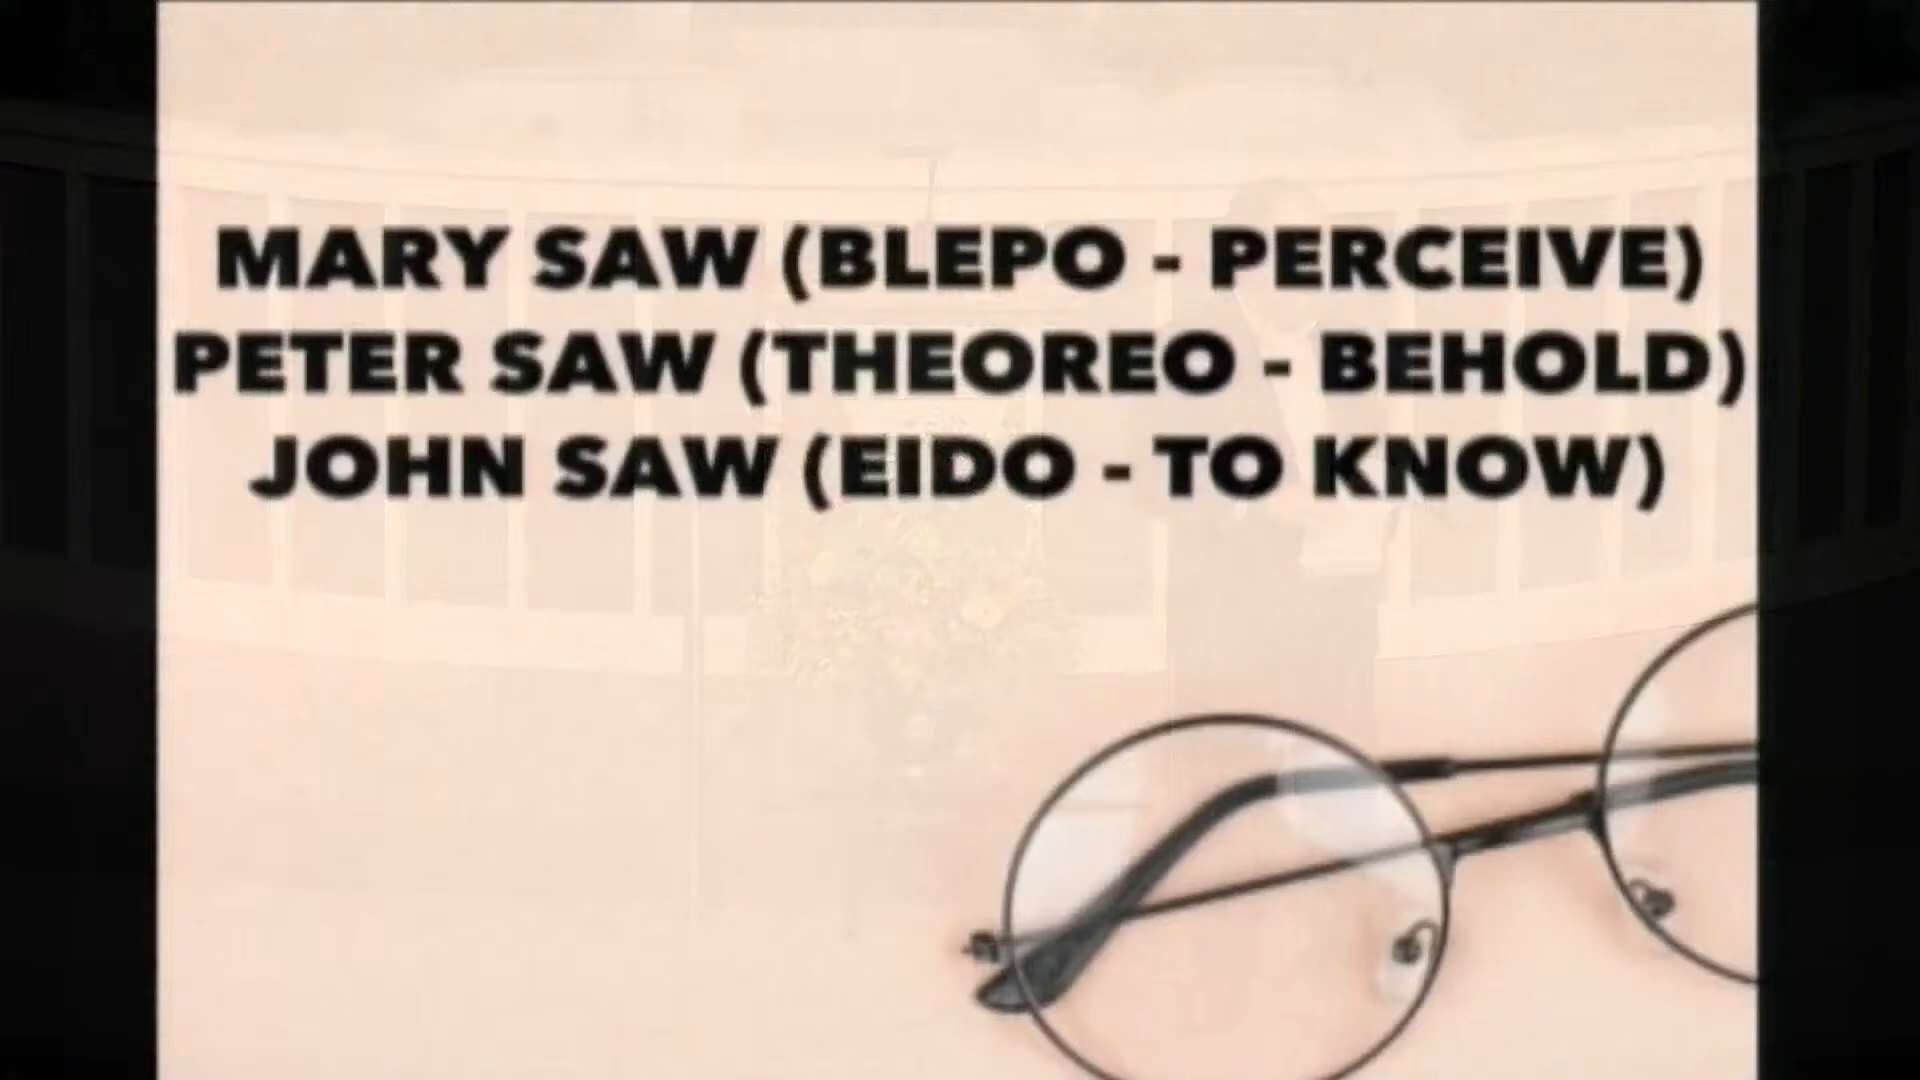 MARY SAW (BLEPO - PERCEIVE)
PETER SAW (THEOREO - BEHOLD)
JOHN SAW (EIDO - TO KNOW)